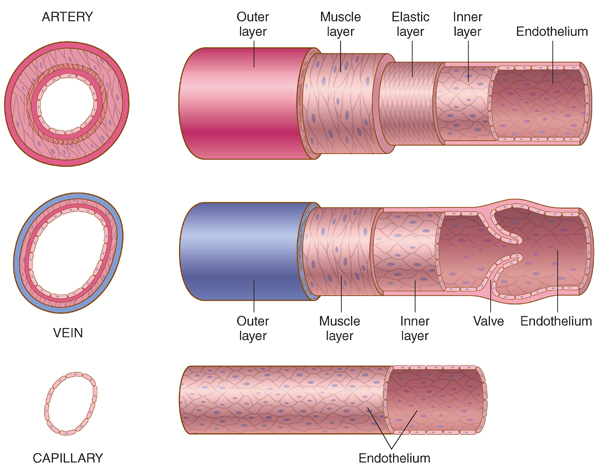 ARTERY
Outer layer
Muscle layer
Elastic layer
Inner layer
Endothelium
VEIN
Outer layer
Muscle layer
Inner layer
Valve
Endothelium
CAPILLARY
Endothelium